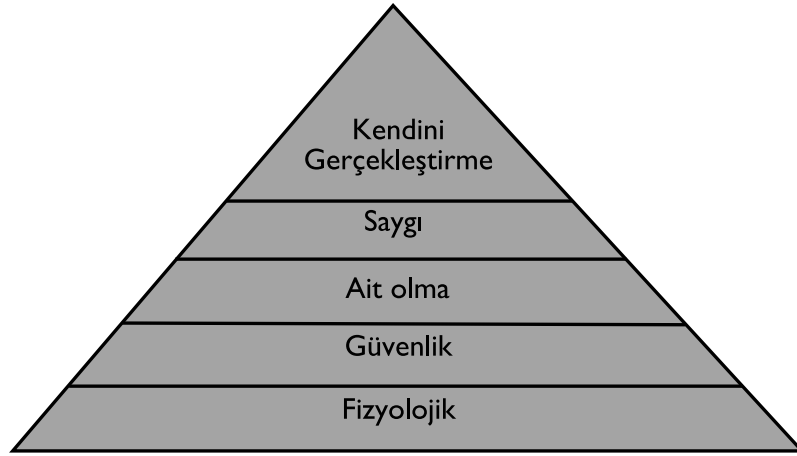 Kendini
Gerçekleştirme
Saygı
Ait olma
Güvenlik
Fizyolojik